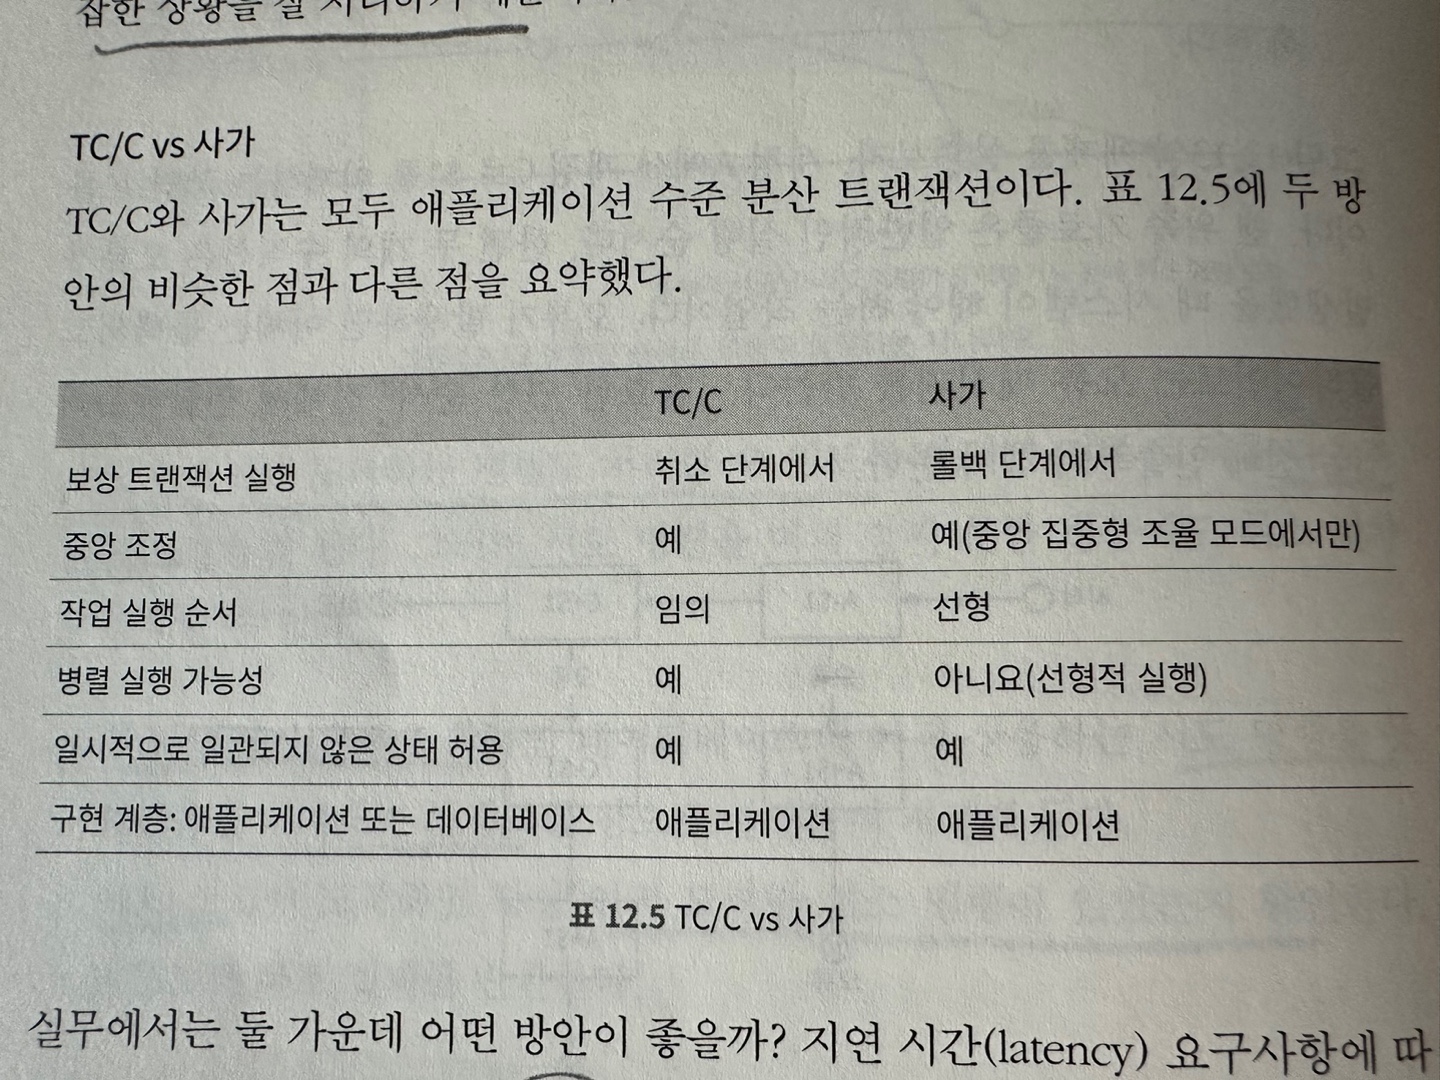 잡한 상황을 잘 처리하기
TC/C vs 사가
TC/C와 사가는 모두 애플리케이션 수준 분산 트랜잭션이다. 표 12.5에 두 방
안의 비슷한 점과 다른 점을 요약했다.
TC/C 사가
보상 트랜잭션 실행 취소 단계에서 롤백 단계에서
중앙 조정 예 예(중앙 집중형 조율 모드에서만)
작업 실행 순서 임의 선형
병렬 실행 가능성 예 아니요(선형적 실행)
일시적으로 일관되지 않은 상태 허용 예 예
구현 계층: 애플리케이션 또는 데이터베이스 애플리케이션 애플리케이션
표 12.5 TC/C vs 사가
실무에서는 둘 가운데 어떤 방안이 좋을까? 지연 시간(latency) 요구사항에 따